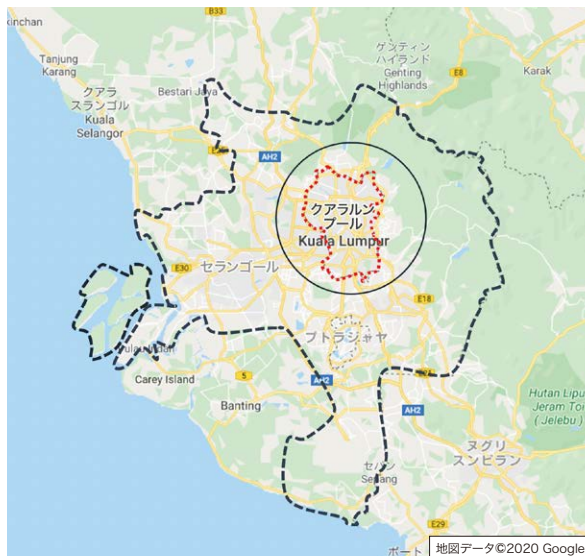 B33
Tanjung
Karang
クアラ
スランゴル
Kuala
Selangor
Bestari Jaya
ゲンティン
ハイランド
Genting
Highlands
E8
Karak
AH2
クアラルン
プール
Kuala Lumpur
E30
セランゴール
E18
プトラジャヤ
Carey Island
5
AH2
Banting
AH2
Hutan Lipu
Jeram To
( Jelebu )
ヌグリ
スンビラン
セパン
Sepang
E29
ポート
地図データ©2020 Google